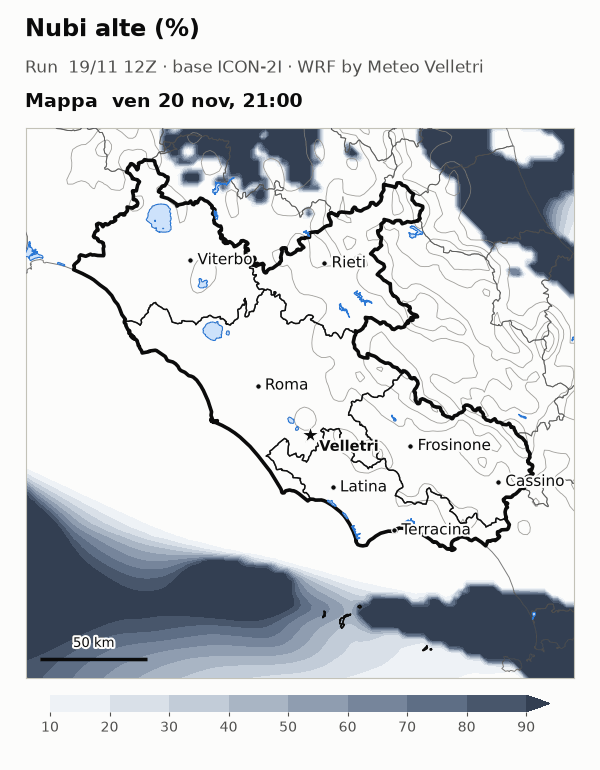 Nubi alte (%)
Run  19/11 12Z · base ICON-2I · WRF by Meteo Velletri
Mappa  ven 20 nov, 21:00
Viterbo
Rieti
Roma
Velletri
Frosinone
Latina
Cassino
Terracina
50 km
10 20 30 40 50 60 70 80 90